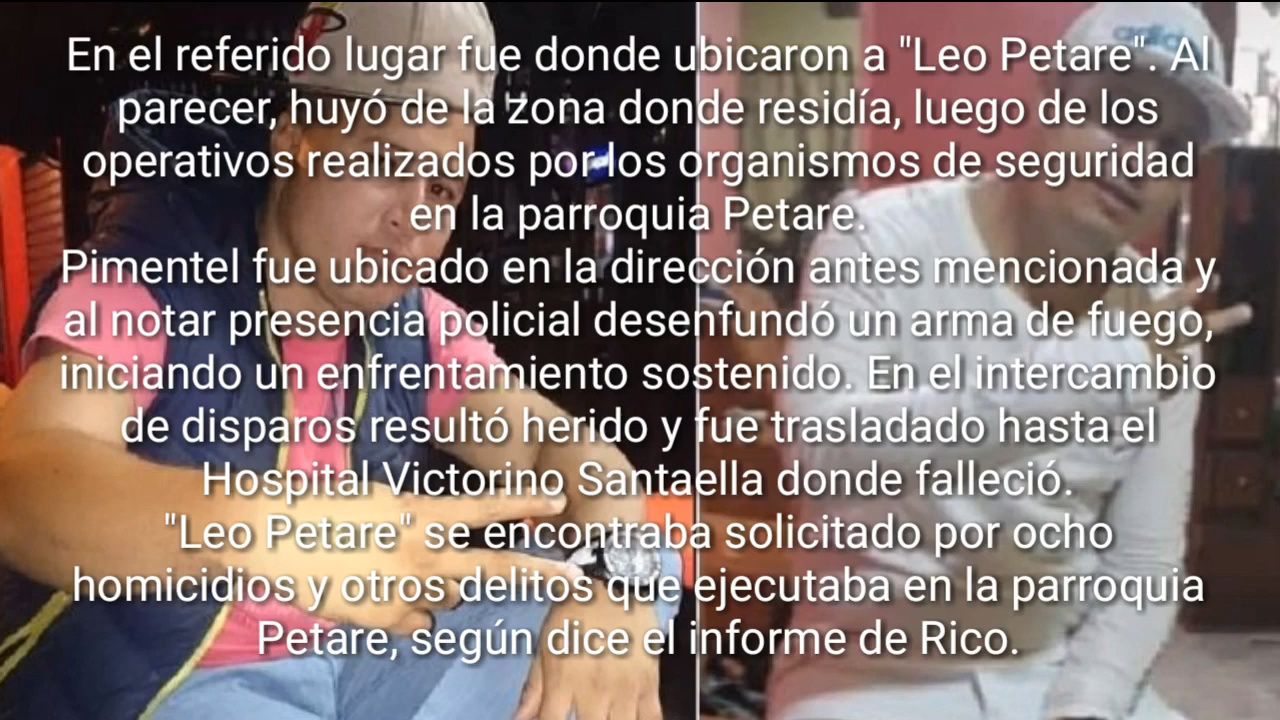 En el referido lugar fue donde ubicaron a "Leo Petare". Al
parecer, huyó de la zona donde residía, luego de los
operativos realizados por los organismos de seguridad
en la parroquia Petare.
Pimentel fue ubicado en la dirección antes mencionada y
al notar presencia policial desenfundó un arma de fuego,
iniciando un enfrentamiento sostenido. En el intercambio
de disparos resultó herido y fue trasladado hasta el
Hospital Victorino Santaella donde falleció.
"Leo Petare" se encontraba solicitado por ocho
homicidios y otros delitos que ejecutaba en la parroquia
Petare, según dice el informe de Rico.